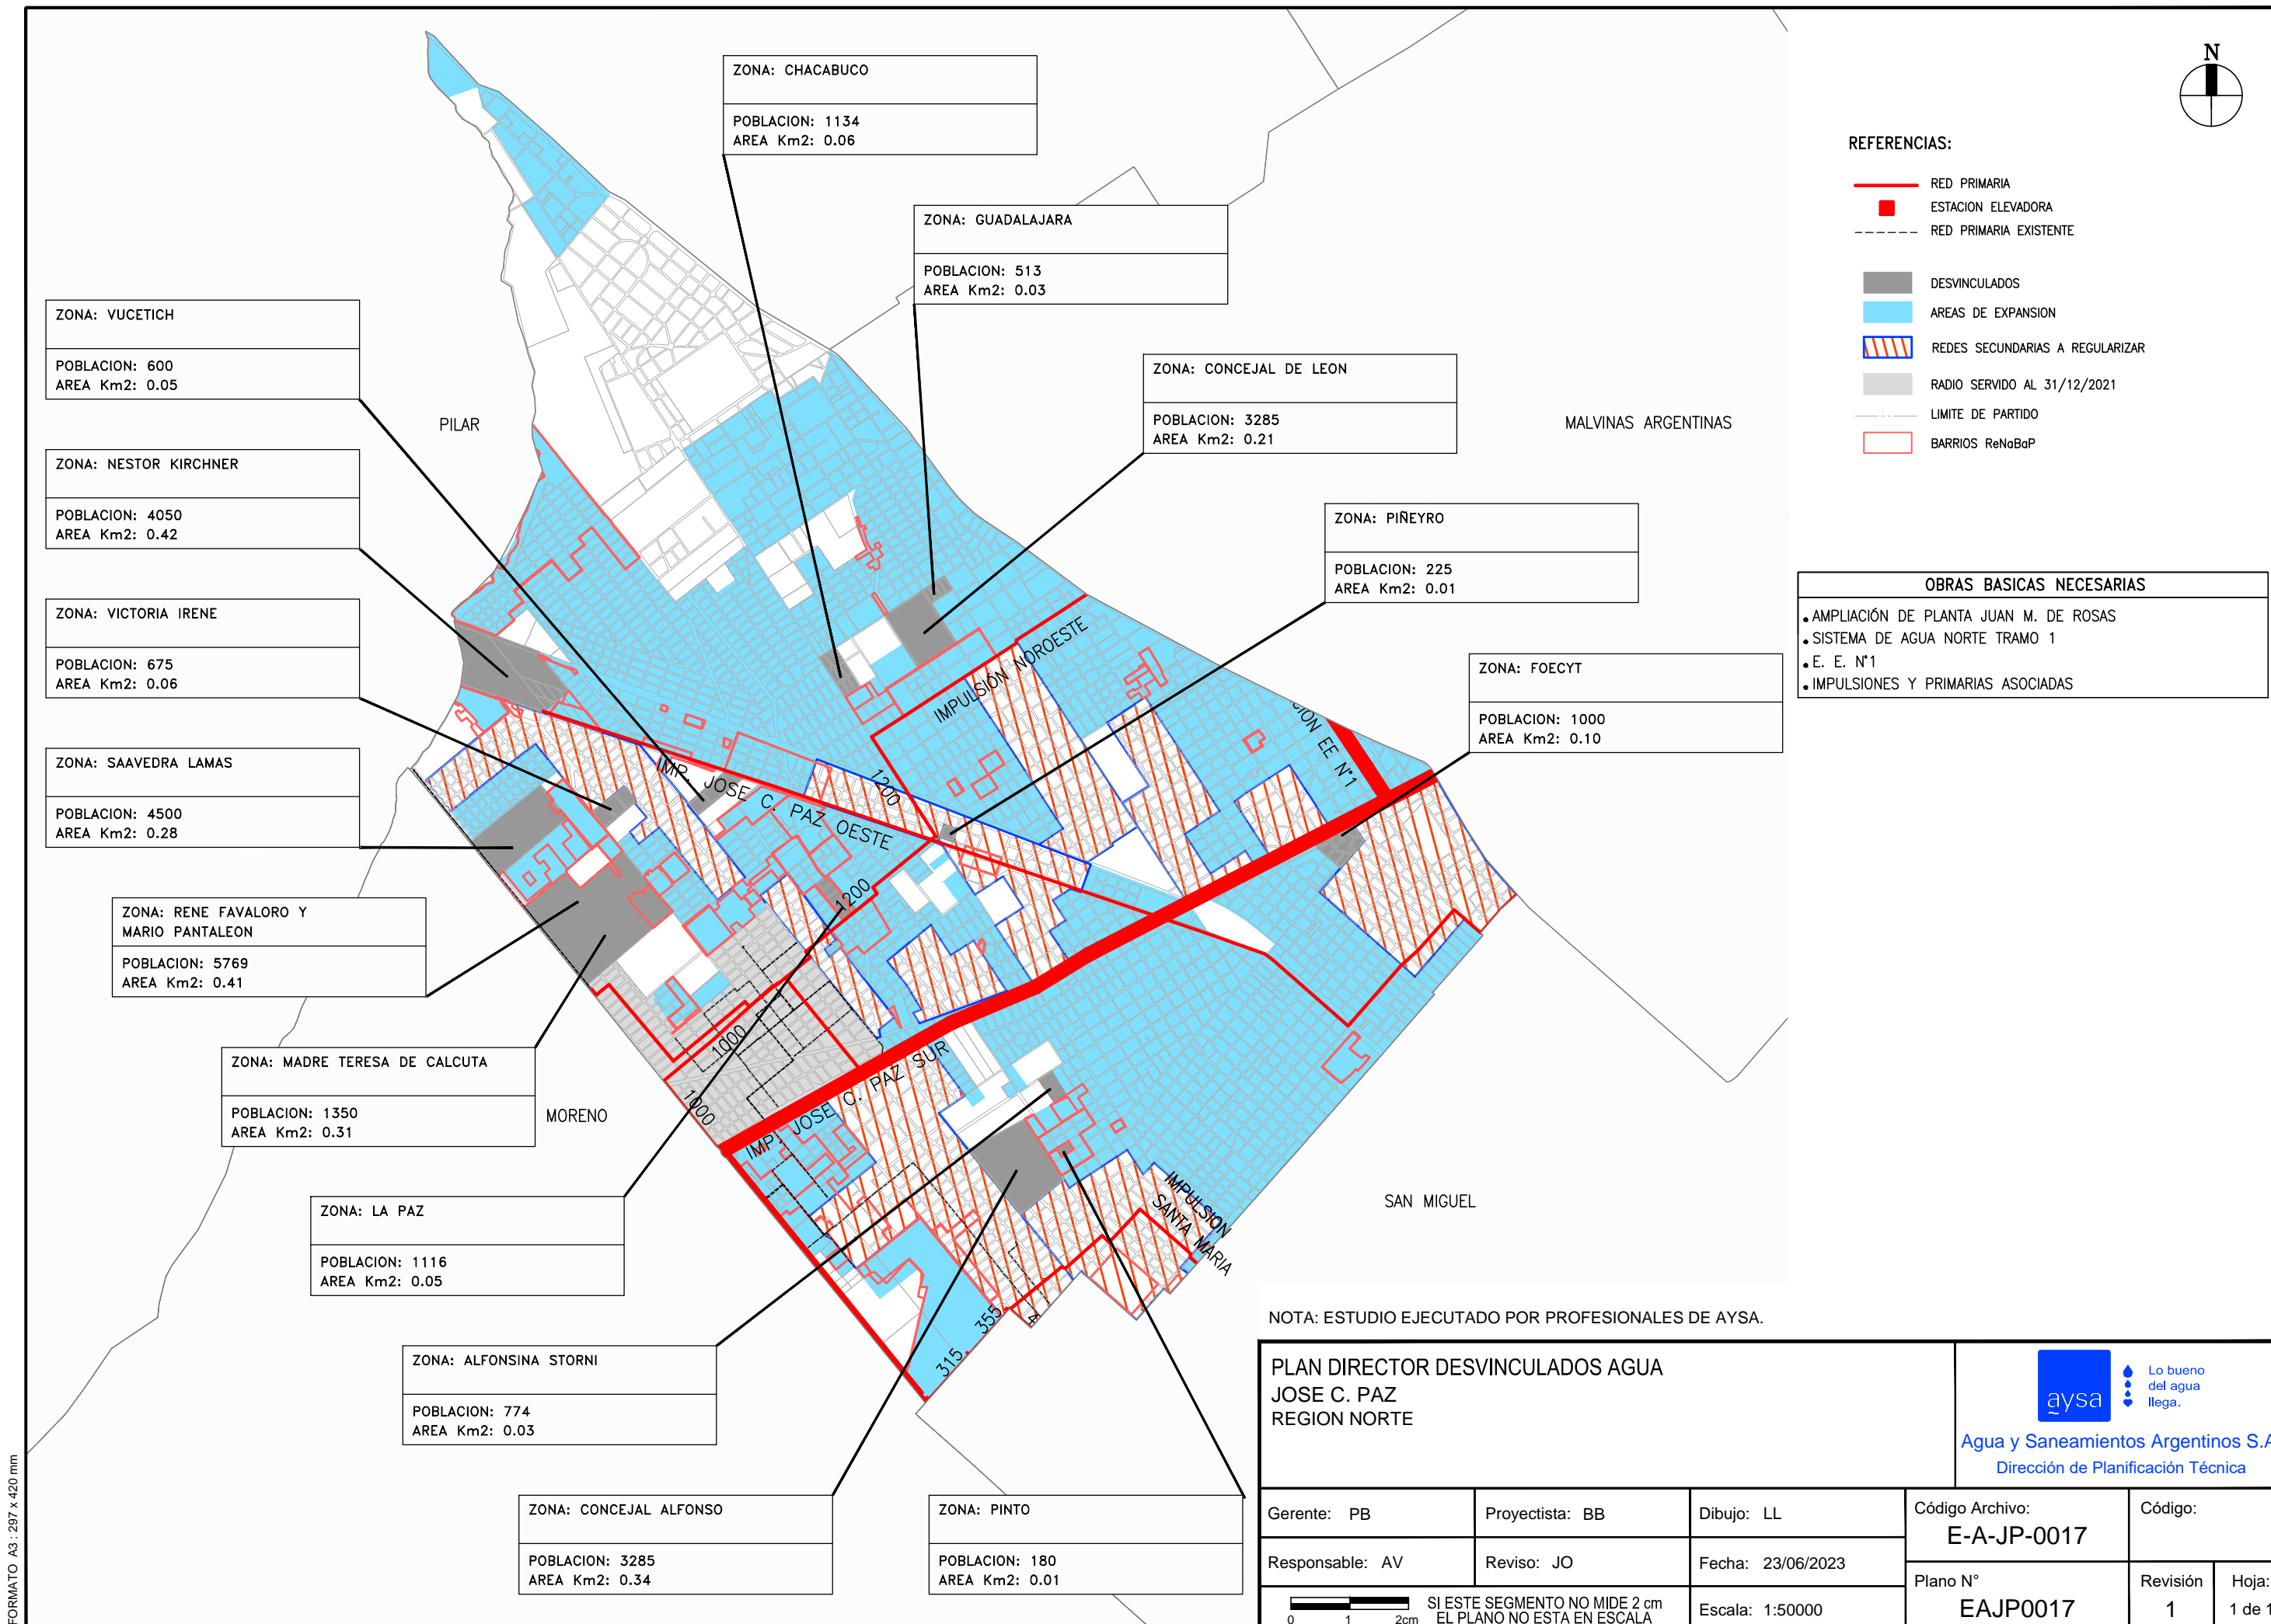 N
ZONA: CHACABUCO
POBLACION: 1134
AREA Km2: 0.06
ZONA: GUADALAJARA
POBLACION: 513
AREA Km2: 0.03
ZONA: VUCETICH
POBLACION: 600
AREA Km2: 0.05
ZONA: CONCEJAL DE LEON
POBLACION: 3285
AREA Km2: 0.21
ZONA: NESTOR KIRCHNER
POBLACION: 4050
AREA Km2: 0.42
ZONA: PIÑEYRO
POBLACION: 225
AREA Km2: 0.01
ZONA: VICTORIA IRENE
POBLACION: 675
AREA Km2: 0.06
ZONA: FOECYT
POBLACION: 1000
AREA Km2: 0.10
ZONA: SAAVEDRA LAMAS
POBLACION: 4500
AREA Km2: 0.28
ZONA: RENE FAVALORO Y
MARIO PANTALEON
POBLACION: 5769
AREA Km2: 0.41
ZONA: MADRE TERESA DE CALCUTA
POBLACION: 1350
AREA Km2: 0.31
ZONA: LA PAZ
POBLACION: 1116
AREA Km2: 0.05
ZONA: ALFONSINA STORNI
POBLACION: 774
AREA Km2: 0.03
ZONA: CONCEJAL ALFONSO
POBLACION: 3285
AREA Km2: 0.34
ZONA: PINTO
POBLACION: 180
AREA Km2: 0.01
PILAR
MALVINAS ARGENTINAS
MORENO
SAN MIGUEL
IMPULSIÓN NOROESTE
CION EE N°1
IMP. JOSE C. PAZ OESTE
1200
1200
1000
1000
IMP. JOSE C. PAZ SUR
IMPULSION
SANTA MARIA
355
4
315
REFERENCIAS:
RED PRIMARIA
ESTACION ELEVADORA
RED PRIMARIA EXISTENTE
DESVINCULADOS
AREAS DE EXPANSION
REDES SECUNDARIAS A REGULARIZAR
RADIO SERVIDO AL 31/12/2021
LIMITE DE PARTIDO
BARRIOS ReNaBaP
OBRAS BASICAS NECESARIAS
• AMPLIACIÓN DE PLANTA JUAN M. DE ROSAS
• SISTEMA DE AGUA NORTE TRAMO 1
• E. E. N°1
• IMPULSIONES Y PRIMARIAS ASOCIADAS
NOTA: ESTUDIO EJECUTADO POR PROFESIONALES DE AYSA.
PLAN DIRECTOR DESVINCULADOS AGUA
JOSE C. PAZ
REGION NORTE
aysa
Lo bueno
del agua
llega.
Agua y Saneamientos Argentinos S.A
Dirección de Planificación Técnica
Gerente: PB
Proyectista: BB
Dibujo: LL
Código Archivo:
E-A-JP-0017
Código:
Responsable: AV
Reviso: JO
Fecha: 23/06/2023
Plano N°
EAJP0017
Revisión
1
Hoja:
1 de 1
0 1 2cm
SI ESTE SEGMENTO NO MIDE 2 cm
EL PLANO NO ESTA EN ESCALA
Escala: 1:50000
FORMATO A3 : 297 x 420 mm